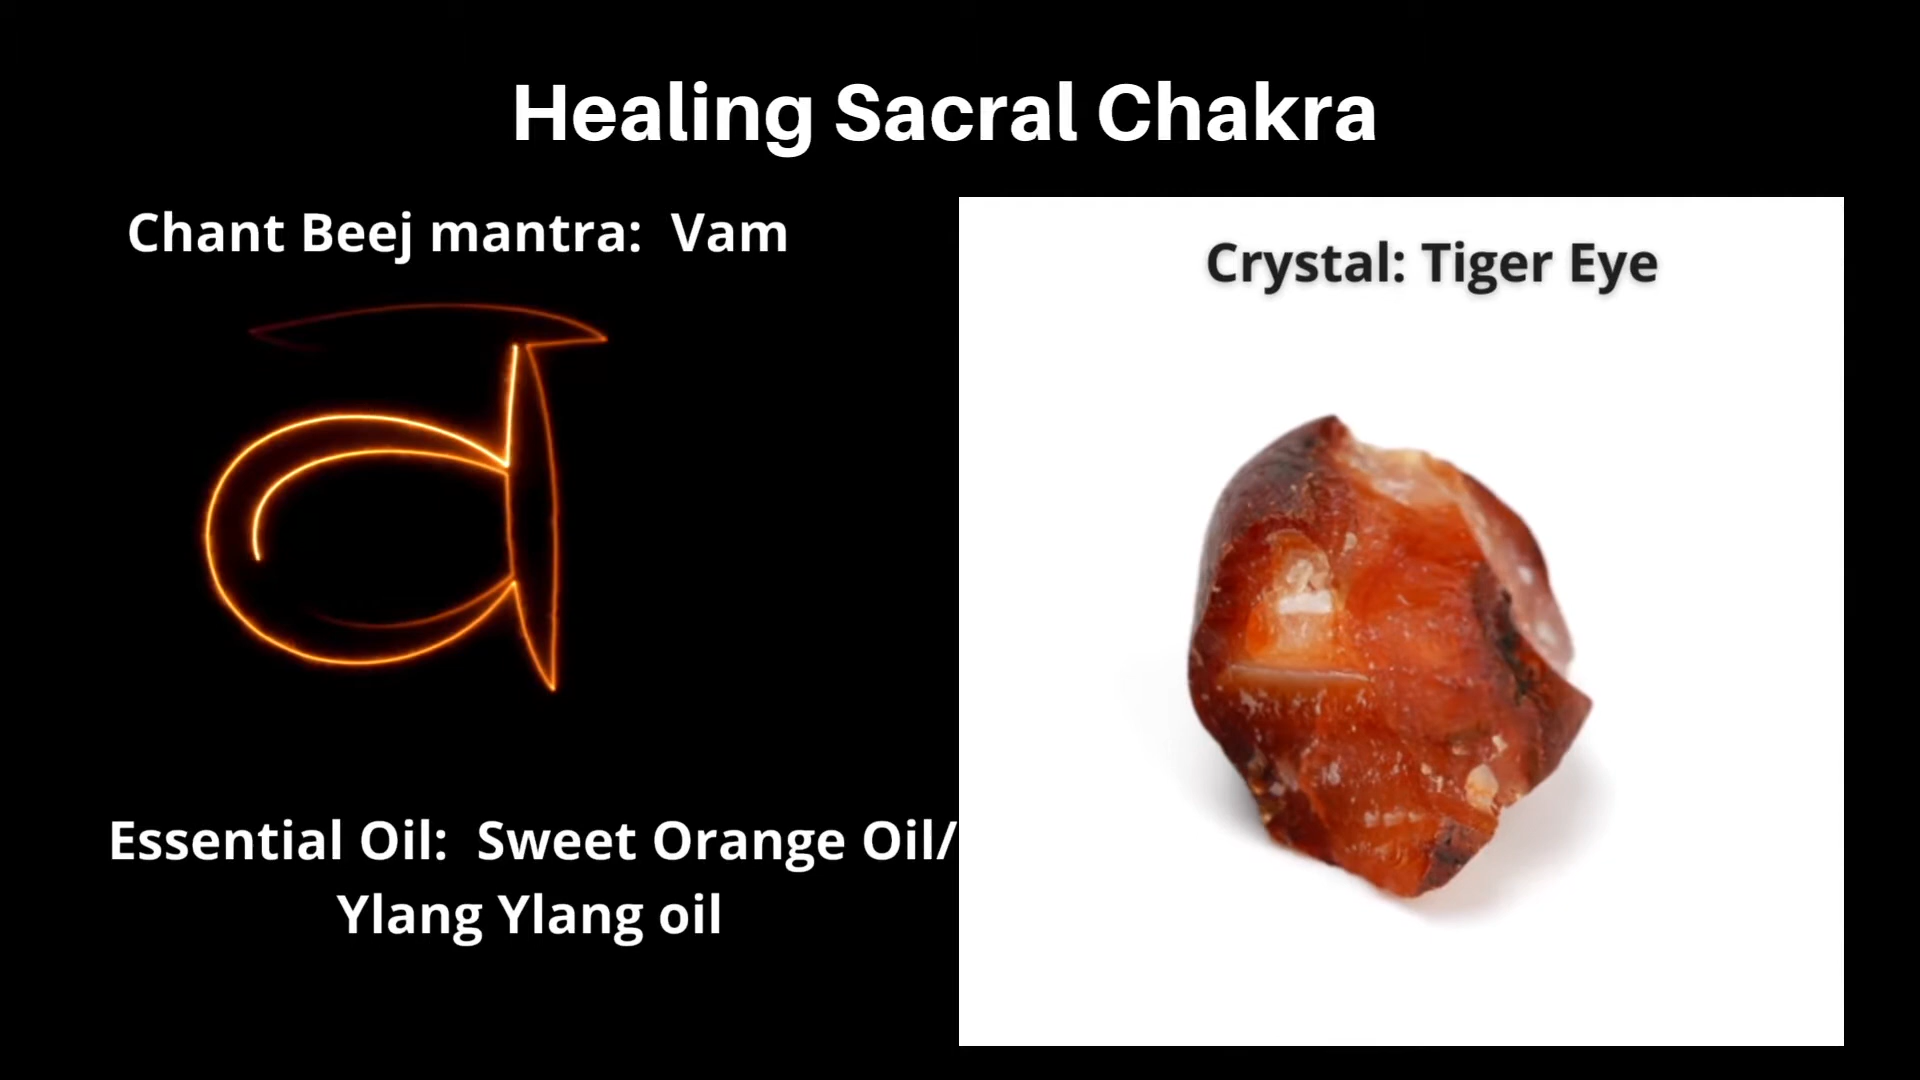 Healing Sacral Chakra
Chant Beej mantra: Vam
व
Crystal: Tiger Eye
Essential Oil: Sweet Orange Oil/
Ylang Ylang oil